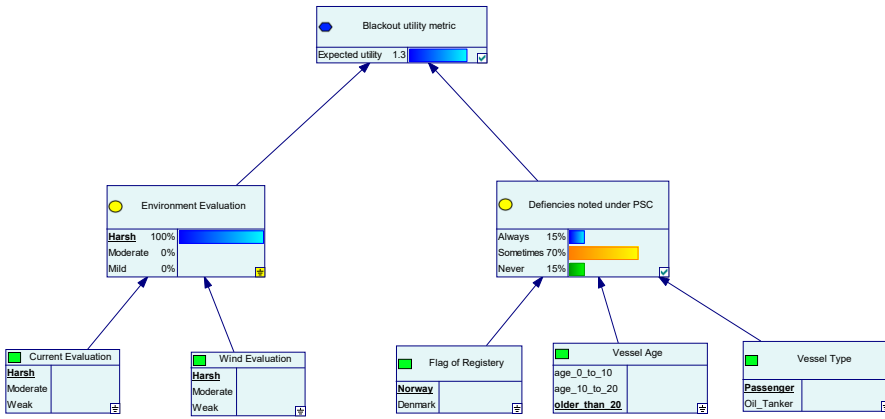 Blackout utility metric
Expected utility 1.3
Environment Evaluation
Harsh 100%
Moderate 0%
Mild 0%
Defiencies noted under PSC
Always 15%
Sometimes 70%
Never 15%
Current Evaluation
Harsh
Moderate
Weak
Wind Evaluation
Harsh
Moderate
Weak
Flag of Registery
Norway
Denmark
Vessel Age
age_0_to_10
age_10_to_20
older_than_20
Vessel Type
Passenger
Oil_Tanker